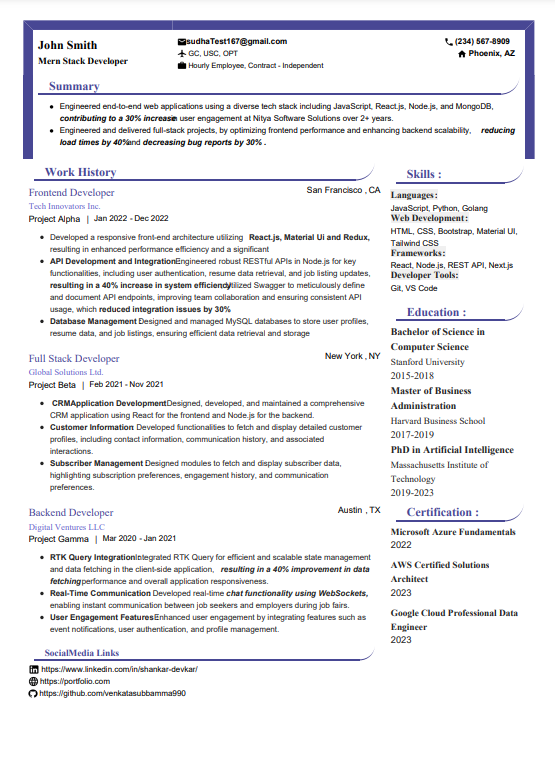 John Smith
Mern Stack Developer
sudhaTest167@gmail.com
GC, USC, OPT
Hourly Employee, Contract - Independent
(234) 567-8909
Phoenix, AZ
Summary
Engineered end-to-end web applications using a diverse tech stack including JavaScript, React.js, Node.js, and MongoDB,
contributing to a 30% increase in user engagement at Nitya Software Solutions over 2+ years.
Engineered and delivered full-stack projects, by optimizing frontend performance and enhancing backend scalability, reducing
load times by 40% and decreasing bug reports by 30% .
Work History
Frontend Developer
San Francisco , CA
Tech Innovators Inc.
Project Alpha | Jan 2022 - Dec 2022
Developed a responsive front-end architecture utilizing React.js, Material Ui and Redux,
resulting in enhanced performance efficiency and a significant
API Development and Integration Engineered robust RESTful APIs in Node.js for key
functionalities, including user authentication, resume data retrieval, and job listing updates,
resulting in a 40% increase in system efficiency Utilized Swagger to meticulously define
and document API endpoints, improving team collaboration and ensuring consistent API
usage, which reduced integration issues by 30%
Database Management Designed and managed MySQL databases to store user profiles,
resume data, and job listings, ensuring efficient data retrieval and storage
Full Stack Developer
New York , NY
Global Solutions Ltd.
Project Beta | Feb 2021 - Nov 2021
CRMApplication Development Designed, developed, and maintained a comprehensive
CRM application using React for the frontend and Node.js for the backend.
Customer Information Developed functionalities to fetch and display detailed customer
profiles, including contact information, communication history, and associated
interactions.
Subscriber Management Designed modules to fetch and display subscriber data,
highlighting subscription preferences, engagement history, and communication
preferences.
Backend Developer
Austin , TX
Digital Ventures LLC
Project Gamma | Mar 2020 - Jan 2021
RTK Query Integration Integrated RTK Query for efficient and scalable state management
and data fetching in the client-side application, resulting in a 40% improvement in data
fetching performance and overall application responsiveness.
Real-Time Communication Developed real-time chat functionality using WebSockets,
enabling instant communication between job seekers and employers during job fairs.
User Engagement Features Enhanced user engagement by integrating features such as
event notifications, user authentication, and profile management.
SocialMedia Links
https://www.linkedin.com/in/shankar-devkar/
https://portfolio.com
https://github.com/venkatasubbamma990
Skills :
Languages:
JavaScript, Python, Golang
Web Development:
HTML, CSS, Bootstrap, Material UI,
Tailwind CSS
Frameworks:
React, Node.js, REST API, Next.js
Developer Tools:
Git, VS Code
Education :
Bachelor of Science in
Computer Science
Stanford University
2015-2018
Master of Business
Administration
Harvard Business School
2017-2019
PhD in Artificial Intelligence
Massachusetts Institute of
Technology
2019-2023
Certification :
Microsoft Azure Fundamentals
2022
AWS Certified Solutions
Architect
2023
Google Cloud Professional Data
Engineer
2023